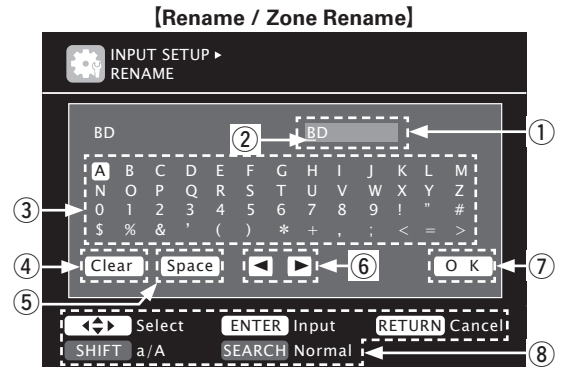 【Rename / Zone Rename】
INPUT SETUP ▸
RENAME
BD BD
② ①
A B C D E F G H I J K L M
N O P Q R S T U V W X Y Z
③ 0 1 2 3 4 5 6 7 8 9 ! " #
$ % & ' ( ) * + , ; < = >
④ Clear Space ◄ ► ⑥ O K ⑦
⑤
Select ENTER Input RETURN Cancel
SHIFT a/A SEARCH Normal ⑧